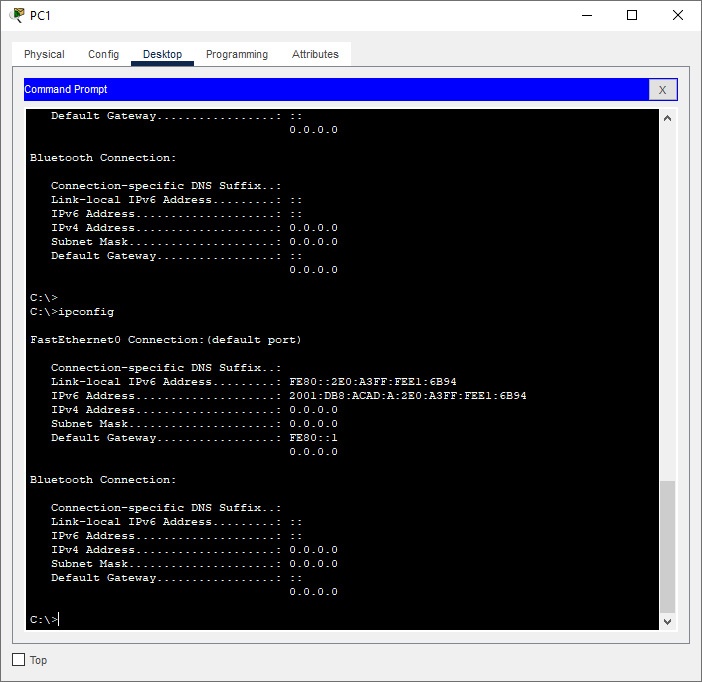 PC1
Physical Config Desktop Programming Attributes
Command Prompt X
Default Gateway.................: ::
0.0.0.0
Bluetooth Connection:
Connection-specific DNS Suffix..:
Link-local IPv6 Address.........: ::
IPv6 Address....................: ::
IPv4 Address....................: 0.0.0.0
Subnet Mask.....................: 0.0.0.0
Default Gateway.................: ::
0.0.0.0
C:\>
C:\>ipconfig
FastEthernet0 Connection:(default port)
Connection-specific DNS Suffix..:
Link-local IPv6 Address.........: FE80::2E0:A3FF:FEE1:6B94
IPv6 Address....................: 2001:DB8:ACAD:A:2E0:A3FF:FEE1:6B94
IPv4 Address....................: 0.0.0.0
Subnet Mask.....................: 0.0.0.0
Default Gateway.................: FE80::1
0.0.0.0
Bluetooth Connection:
Connection-specific DNS Suffix..:
Link-local IPv6 Address.........: ::
IPv6 Address....................: ::
IPv4 Address....................: 0.0.0.0
Subnet Mask.....................: 0.0.0.0
Default Gateway.................: ::
0.0.0.0
C:\>
Top